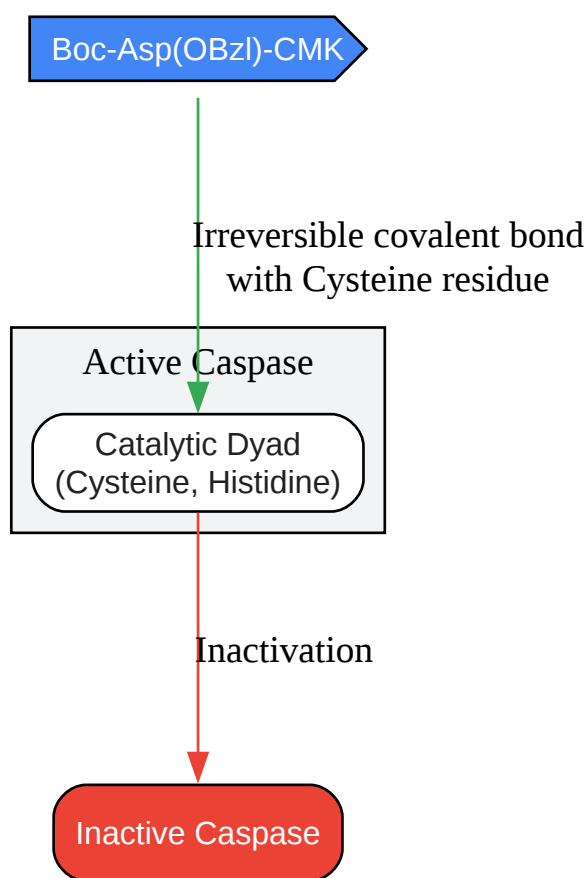 Boc-Asp(OBzl)-CMK
Irreversible covalent bond
with Cysteine residue
Active Caspase
Catalytic Dyad
(Cysteine, Histidine)
Inactivation
Inactive Caspase